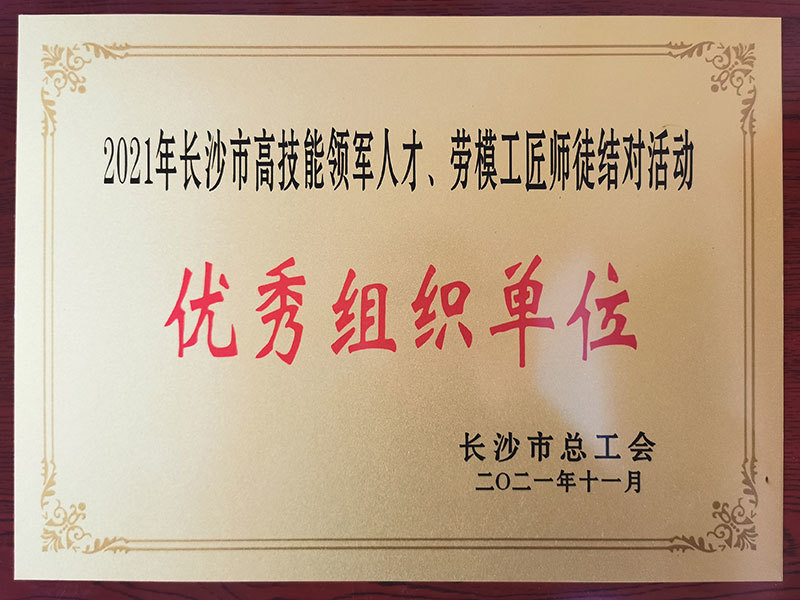 2021年长沙市高技能领军人才、劳模工匠师徒结对活动
优秀组织单位
长沙市总工会
二〇二一年十一月